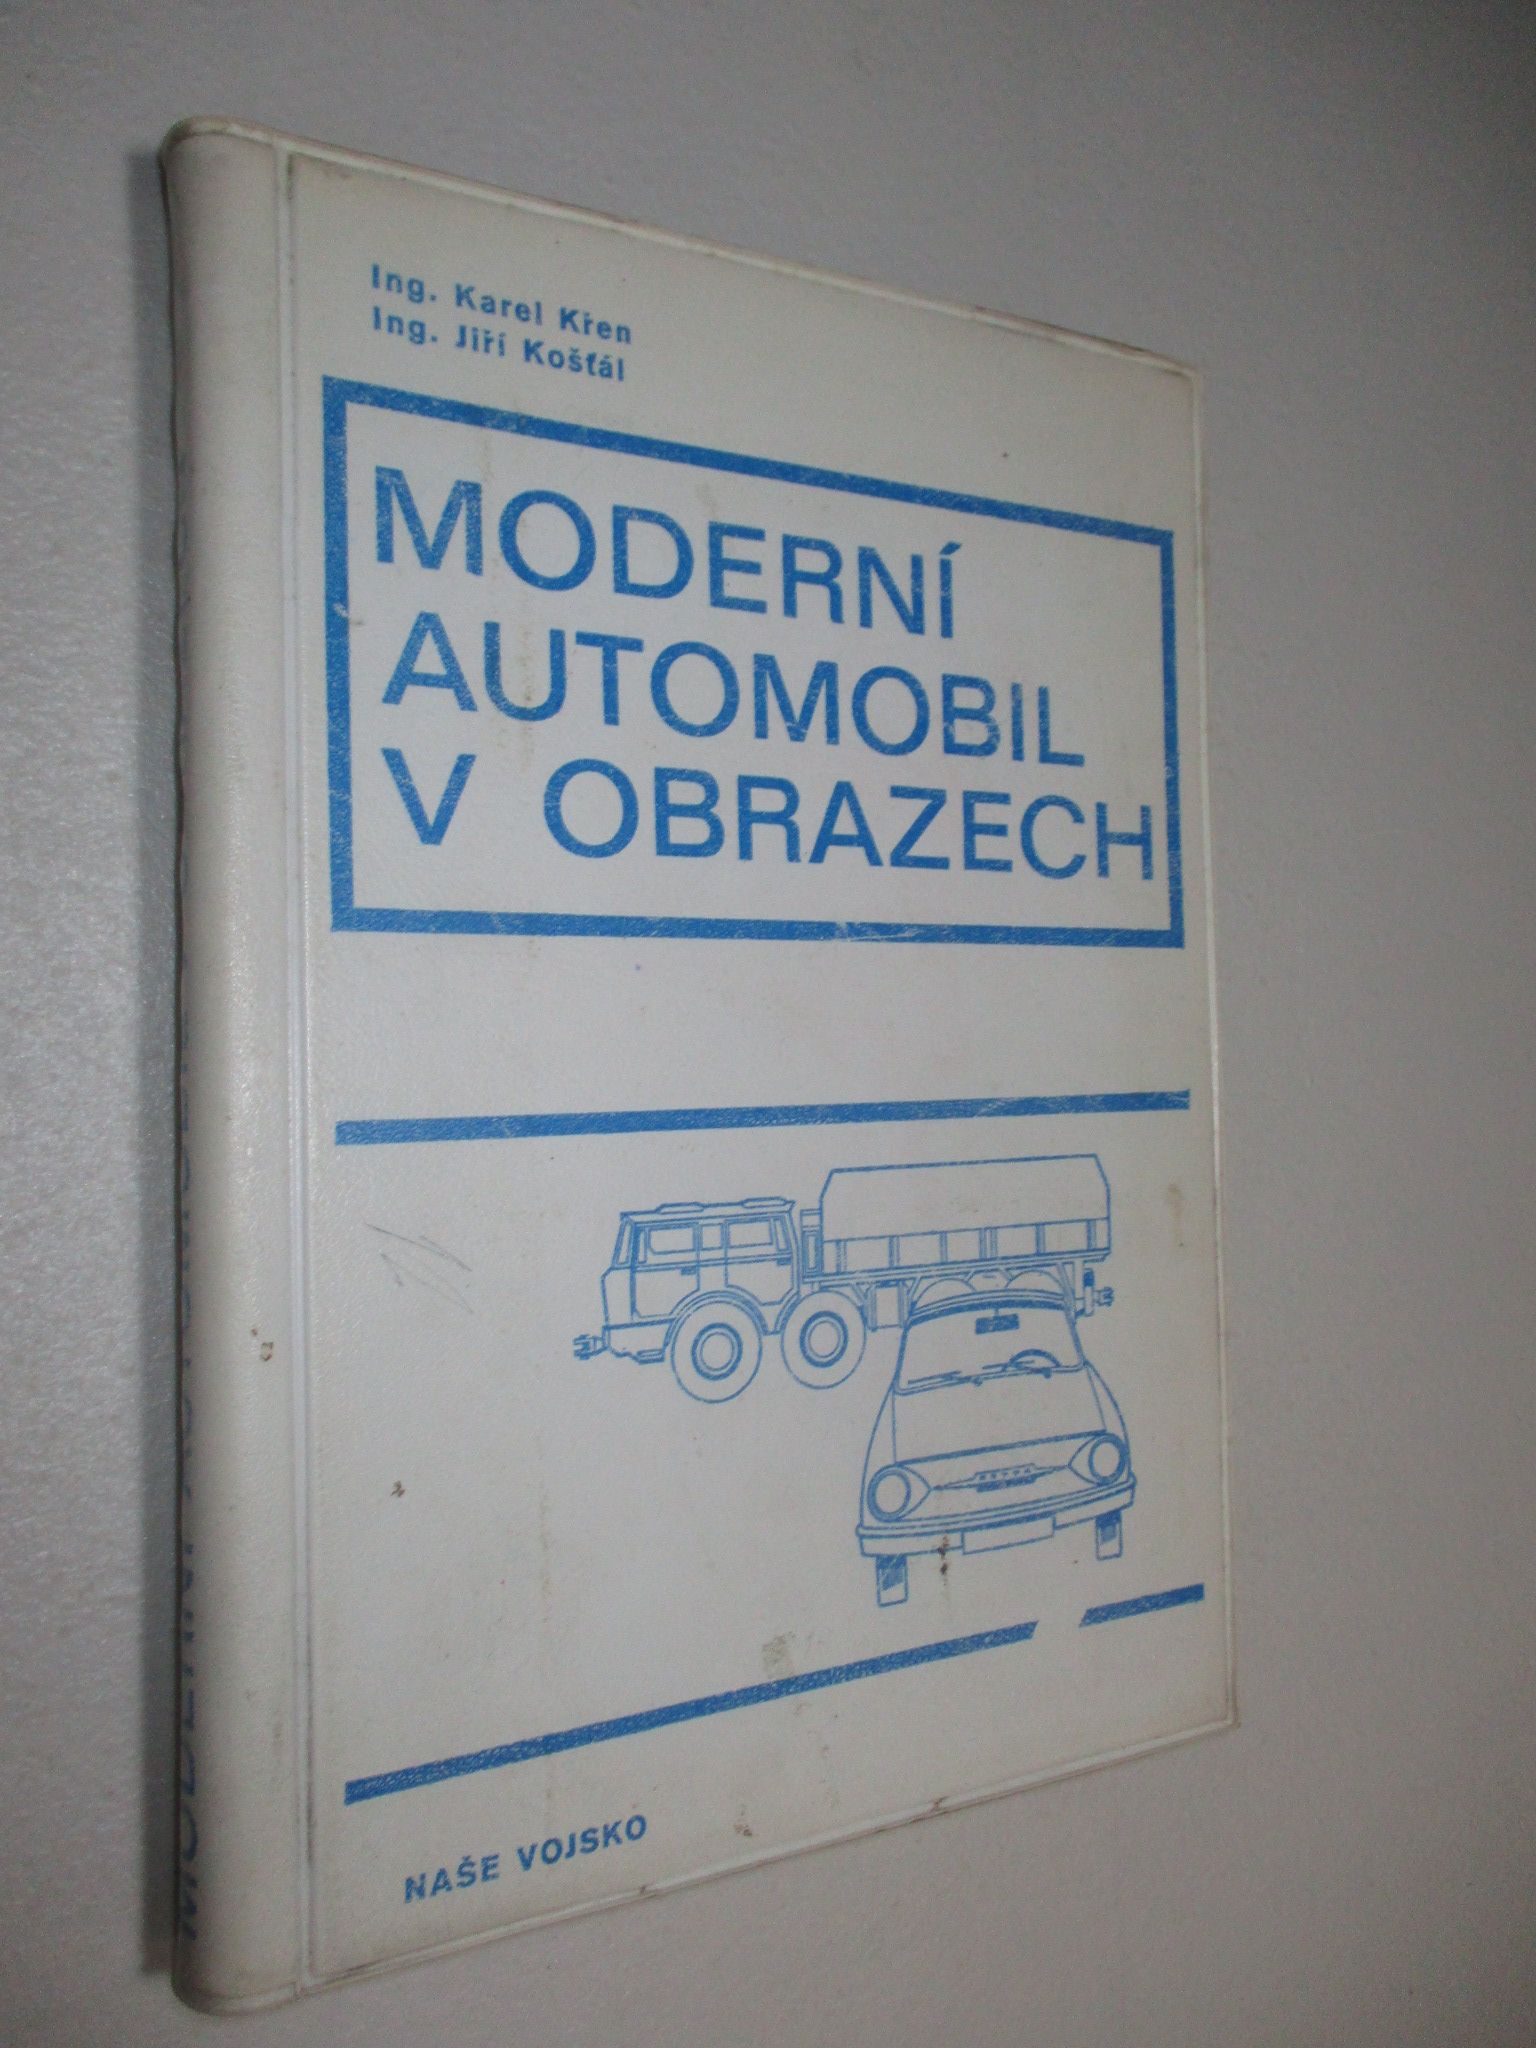 Ing. Karel Křen
Ing. Jiří Košťál
MODERNÍ
AUTOMOBIL
V OBRAZECH
NAŠE VOJSKO